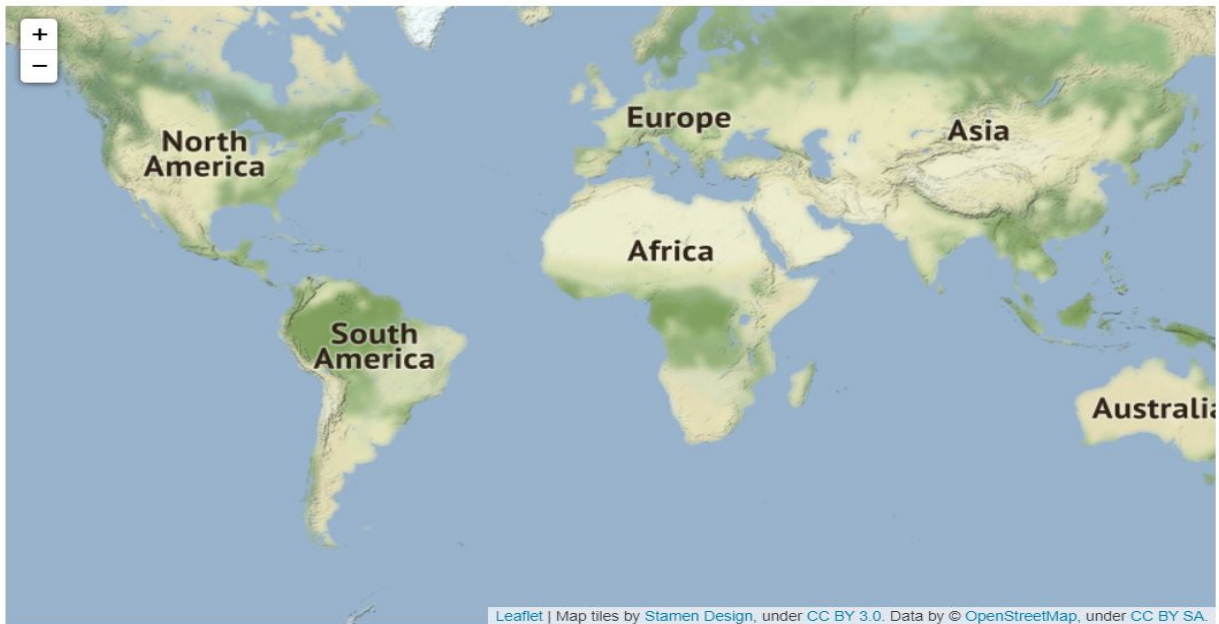 +
−
North
America
Europe
Asia
Africa
South
America
Australia
Leaflet | Map tiles by Stamen Design, under CC BY 3.0. Data by © OpenStreetMap, under CC BY SA.